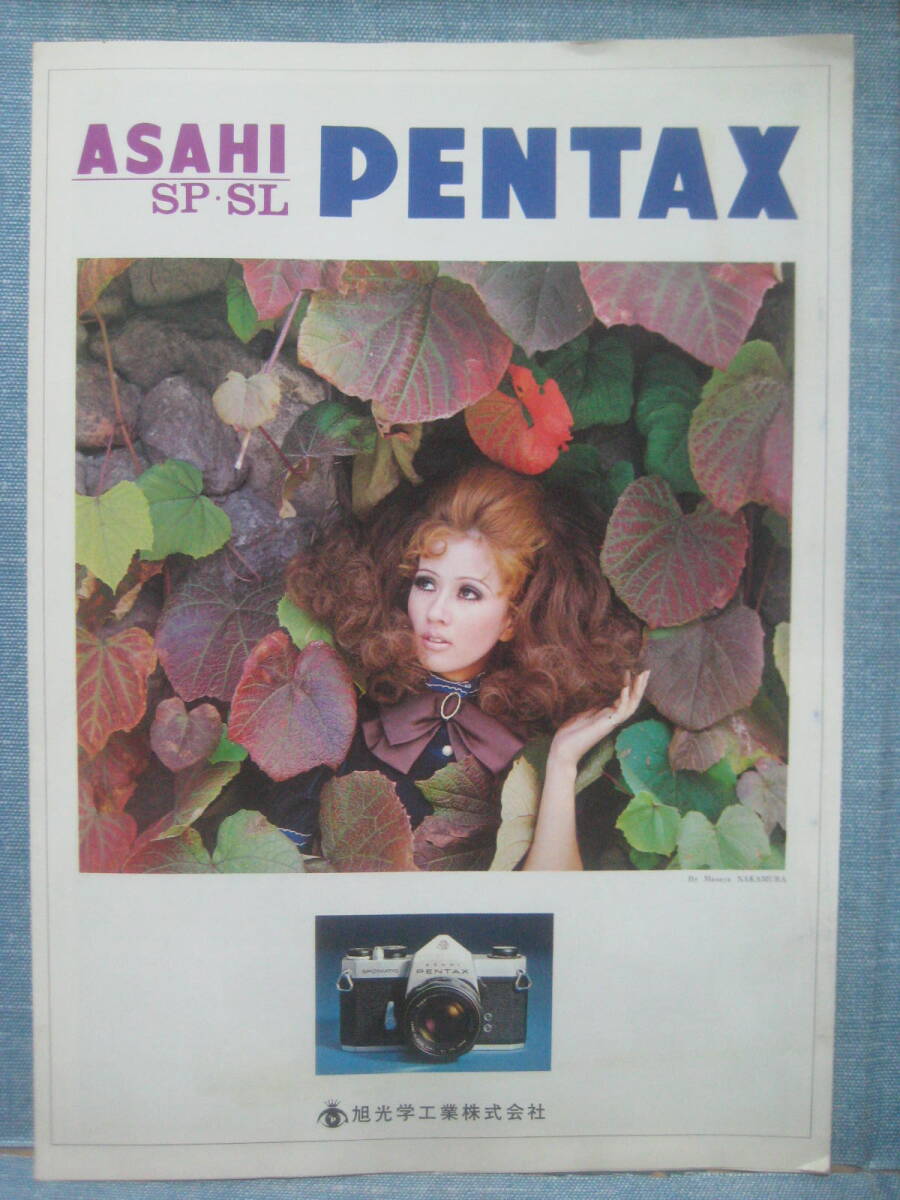 ASAHI PENTAX
SP·SL
By Masaya NAKAMURA
ASAHI
PENTAX
SPOTMATIC
旭光学工業株式会社